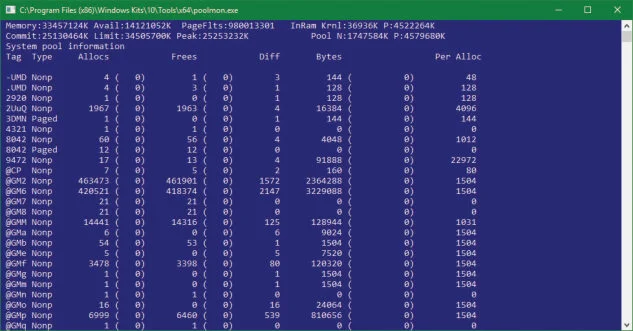 C:\Program Files (x86)\Windows Kits\10\Tools\x64\poolmon.exe
Memory:33457124K Avail:14121052K PageFlts:980013301 InRam Krnl:36936K P:4522264K
Commit:25130464K Limit:34505700K Peak:25253232K Pool N:1747584K P:4579680K
System pool information
Tag Type Allocs Frees Diff Bytes Per Alloc
-UMD Nonp 4 ( 0) 1 ( 0) 3 144 ( 0) 48
.UMD Nonp 4 ( 0) 3 ( 0) 1 128 ( 0) 128
2920 Nonp 1 ( 0) 0 ( 0) 1 128 ( 0) 128
2UuQ Nonp 1967 ( 0) 1963 ( 0) 4 16384 ( 0) 4096
3DMN Paged 1 ( 0) 0 ( 0) 1 144 ( 0) 144
4321 Nonp 1 ( 0) 1 ( 0) 0 0 ( 0) 0
8042 Nonp 60 ( 0) 56 ( 0) 4 4048 ( 0) 1012
8042 Paged 12 ( 0) 12 ( 0) 0 0 ( 0) 0
9472 Nonp 17 ( 0) 13 ( 0) 4 91888 ( 0) 22972
@CP Nonp 7 ( 0) 5 ( 0) 2 160 ( 0) 80
@GM2 Nonp 463473 ( 0) 461901 ( 0) 1572 2364288 ( 0) 1504
@GM6 Nonp 420521 ( 0) 418374 ( 0) 2147 3229088 ( 0) 1504
@GM7 Nonp 21 ( 0) 21 ( 0) 0 0 ( 0) 0
@GM8 Nonp 21 ( 0) 21 ( 0) 0 0 ( 0) 0
@GMM Nonp 14441 ( 0) 14316 ( 0) 125 128944 ( 0) 1031
@GMa Nonp 6 ( 0) 0 ( 0) 6 9024 ( 0) 1504
@GMb Nonp 54 ( 0) 53 ( 0) 1 1504 ( 0) 1504
@GMe Nonp 5 ( 0) 0 ( 0) 5 7520 ( 0) 1504
@GMf Nonp 3478 ( 0) 3398 ( 0) 80 120320 ( 0) 1504
@GMg Nonp 1 ( 0) 0 ( 0) 1 1504 ( 0) 1504
@GMm Nonp 1 ( 0) 0 ( 0) 1 1504 ( 0) 1504
@GMn Nonp 1 ( 0) 1 ( 0) 0 0 ( 0) 0
@GMo Nonp 16 ( 0) 0 ( 0) 16 24064 ( 0) 1504
@GMp Nonp 6999 ( 0) 6460 ( 0) 539 810656 ( 0) 1504
@GMq Nonp 1 ( 0) 1 ( 0) 0 0 ( 0) 0